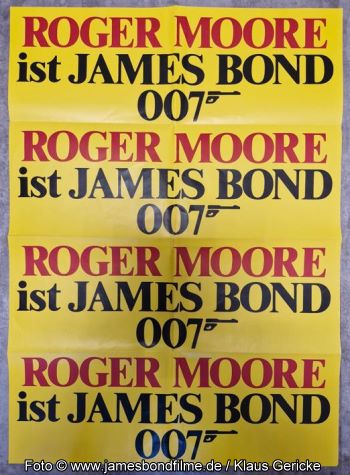 ROGER MOORE
ist JAMES BOND
007
ROGER MOORE
ist JAMES BOND
007
ROGER MOORE
ist JAMES BOND
007
ROGER MOORE
ist JAMES BOND
007
Foto © www.jamesbondfilme.de / Klaus Gericke